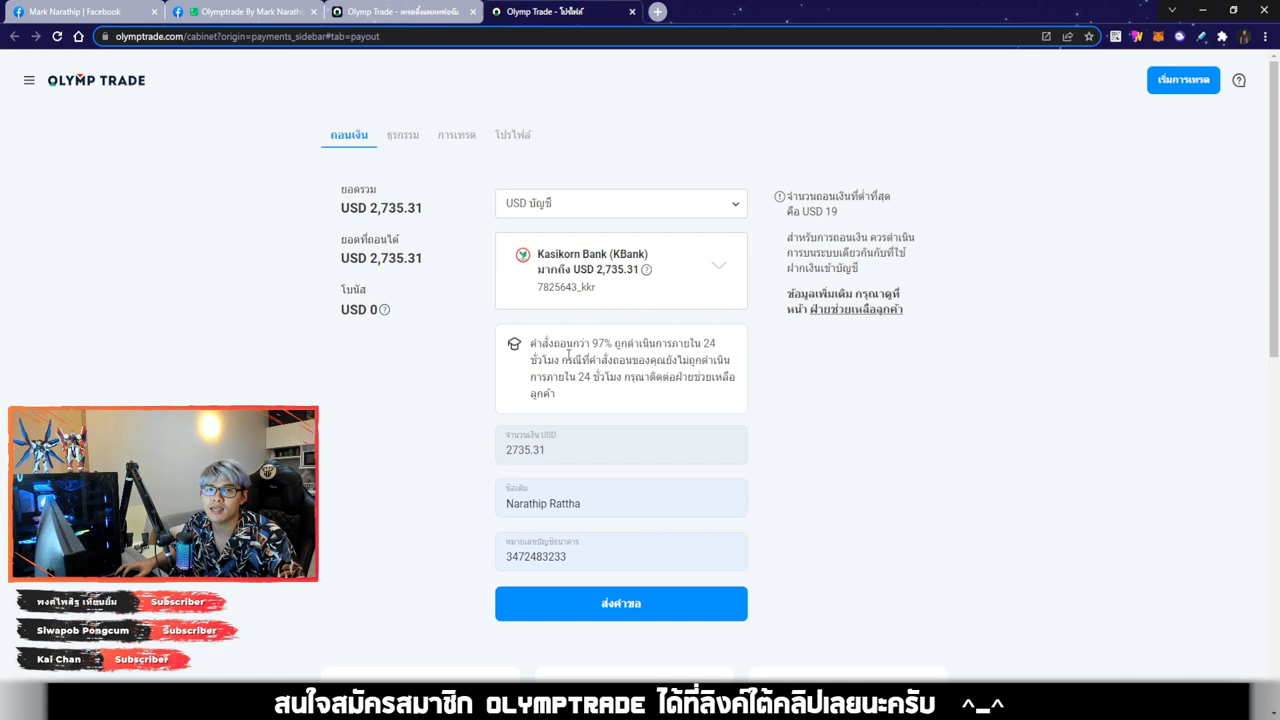 Mark Narathip | Facebook
Olymptrade By Mark Narathi
Olymp Trade - เทรดดิ้งแพลทฟอร์ม
Olymp Trade - โปรไฟล์
olymptrade.com/cabinet?origin=payments_sidebar#tab=payout
OLYMP TRADE
เริ่มการเทรด
ถอนเงิน
ธุรกรรม
การเทรด
โปรไฟล์
ยอดรวม
USD 2,735.31
ยอดที่ถอนได้
USD 2,735.31
โบนัส
USD 0
USD บัญชี
Kasikorn Bank (KBank)
มากถึง USD 2,735.31
7825643_kkr
คำสั่งถอนกว่า 97% ถูกดำเนินการภายใน 24
ชั่วโมง กรณีที่คำสั่งถอนของคุณยังไม่ถูกดำเนิน
การภายใน 24 ชั่วโมง กรุณาติดต่อฝ่ายช่วยเหลือ
ลูกค้า
จำนวนเงิน USD
2735.31
ชื่อเต็ม
Narathip Rattha
หมายเลขบัญชีธนาคาร
3472483233
ส่งคำขอ
จำนวนถอนเงินที่ต่ำที่สุด
คือ USD 19
สำหรับการถอนเงิน ควรดำเนิน
การบนระบบเดียวกันกับที่ใช้
ฝากเงินเข้าบัญชี
ข้อมูลเพิ่มเติม กรุณาดูที่
หน้า ฝ่ายช่วยเหลือลูกค้า
พงศ์ไพสิฐ เทียนยิ้ม Subscriber
Siwapob Pongcum Subscriber
Kai Chan Subscriber
สนใจสมัครสมาชิก OLYMPTRADE ได้ที่ลิงค์ใต้คลิปเลยนะครับ ^_^